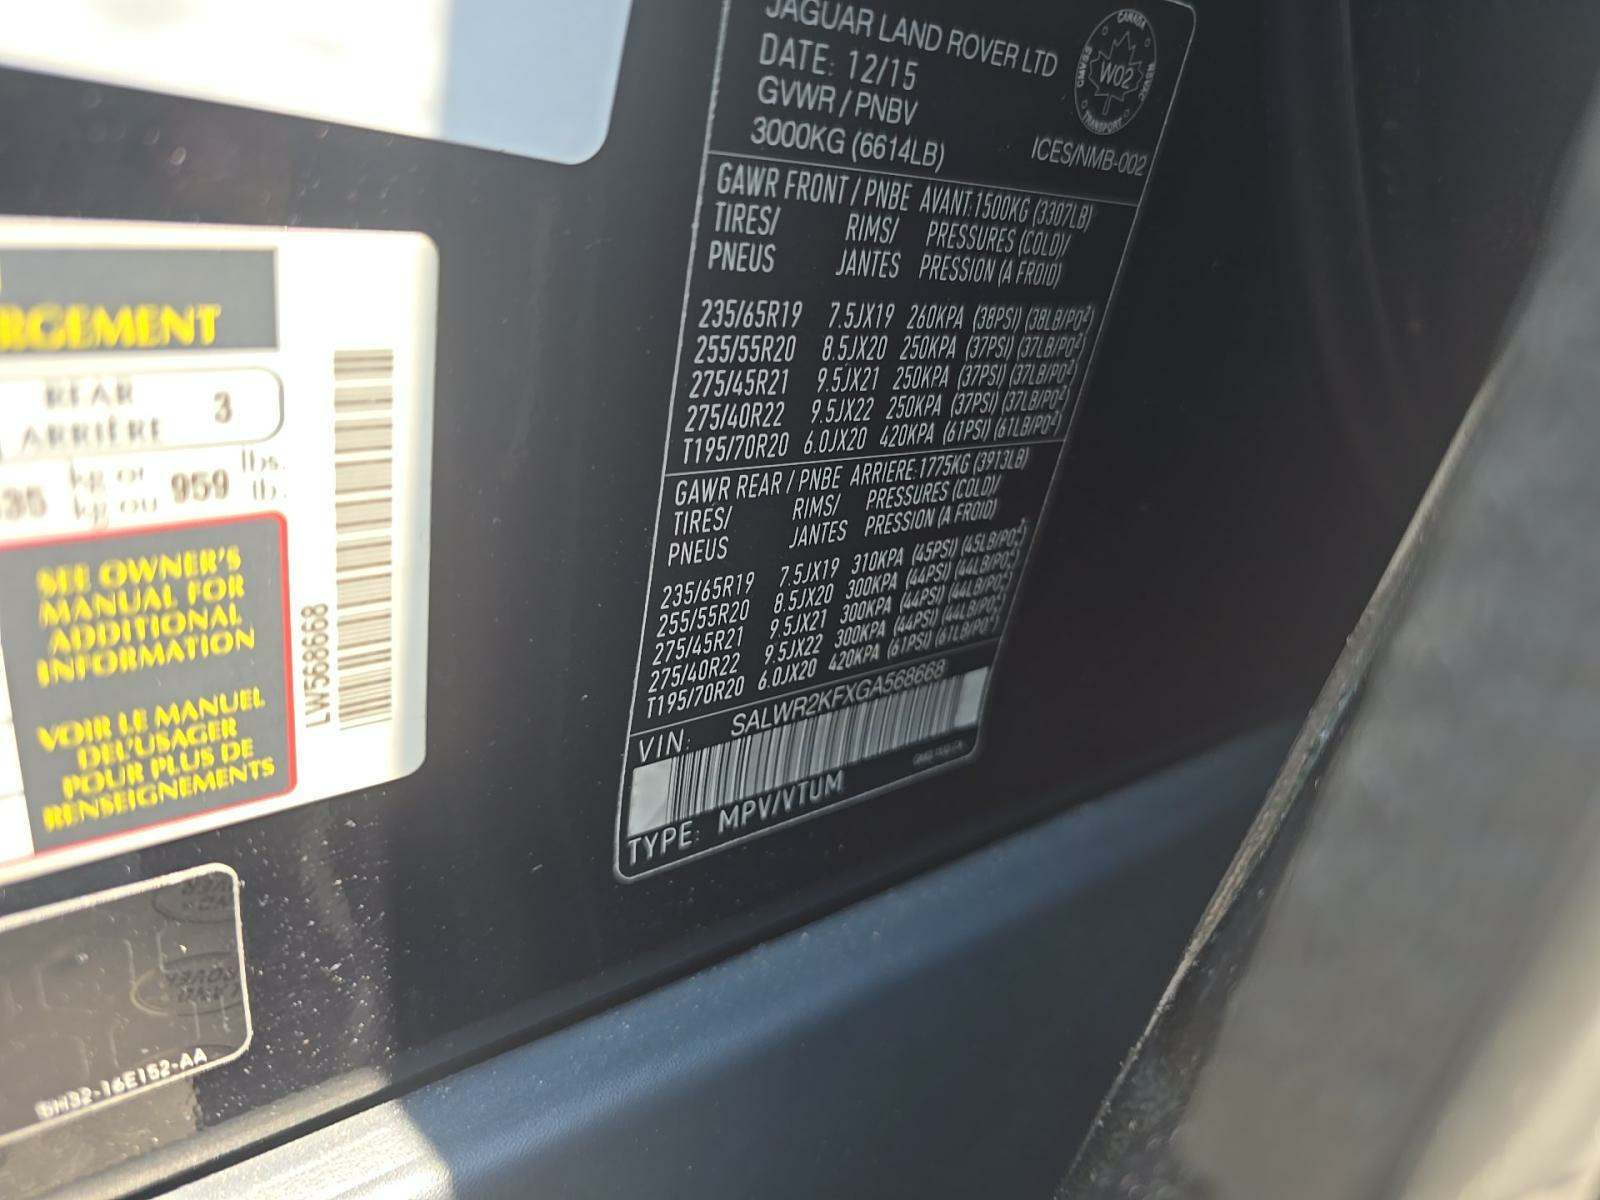 RGEMENT
REAR
ARRIÈRE 3
35 kg or
kg ou 959 lbs.
lb.
SEE OWNER'S
MANUAL FOR
ADDITIONAL
INFORMATION
VOIR LE MANUEL
DE L'USAGER
POUR PLUS DE
RENSEIGNEMENTS
LW568668
16E152-AA
JAGUAR LAND ROVER LTD
DATE: 12/15
GVWR / PNBV
3000KG (6614LB)
CANADA
CMVSS
NSVAC
W02
TRANSPORT
ICES/NMB-002
GAWR FRONT / PNBE AVANT:1500KG (3307LB)
TIRES/ RIMS/ PRESSURES (COLD)/
PNEUS JANTES PRESSION (A FROID)
235/65R19 7.5JX19 260KPA (38PSI) (38LB/PO²)
255/55R20 8.5JX20 250KPA (37PSI) (37LB/PO²)
275/45R21 9.5JX21 250KPA (37PSI) (37LB/PO²)
275/40R22 9.5JX22 250KPA (37PSI) (37LB/PO²)
T195/70R20 6.0JX20 420KPA (61PSI) (61LB/PO²)
GAWR REAR / PNBE ARRIERE:1775KG (3913LB)
TIRES/ RIMS/ PRESSURES (COLD)/
PNEUS JANTES PRESSION (A FROID)
235/65R19 7.5JX19 310KPA (45PSI) (45LB/PO²)
255/55R20 8.5JX20 300KPA (44PSI) (44LB/PO²)
275/45R21 9.5JX21 300KPA (44PSI) (44LB/PO²)
275/40R22 9.5JX22 300KPA (44PSI) (44LB/PO²)
T195/70R20 6.0JX20 420KPA (61PSI) (61LB/PO²)
VIN: SALWR2KFXGA568668
TYPE: MPV/VTUM